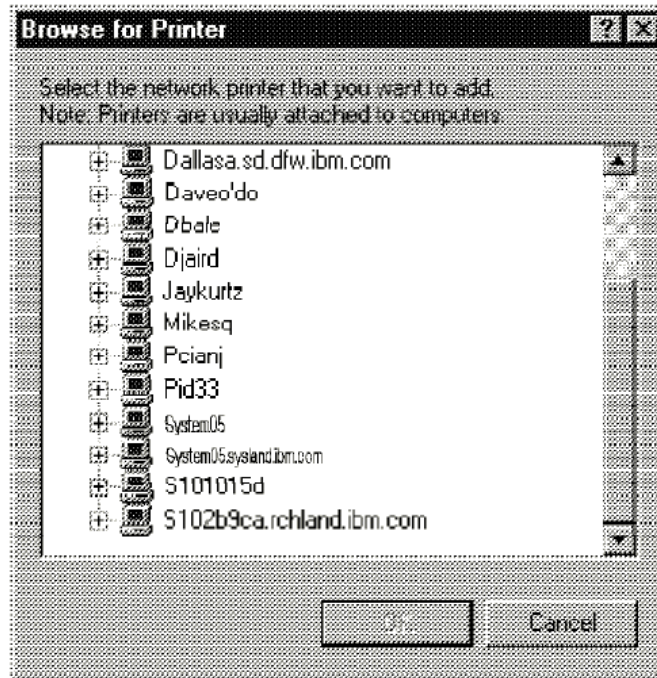 Browse for Printer
Select the network printer that you want to add.
Note: Printers are usually attached to computers.
Dallasa.sd.dfw.ibm.com
Daveo'do
Dbale
Djaird
Jaykurtz
Mikesq
Pcianj
Pid33
System05
System05.sysland.ibm.com
S101015d
S102b9ca.rchland.ibm.com
OK
Cancel